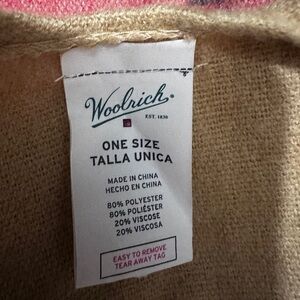 Woolrich
EST. 1830
ONE SIZE
TALLA UNICA
MADE IN CHINA
HECHO EN CHINA
80% POLYESTER
80% POLIÉSTER
20% VISCOSE
20% VISCOSA
EASY TO REMOVE
TEAR AWAY TAG